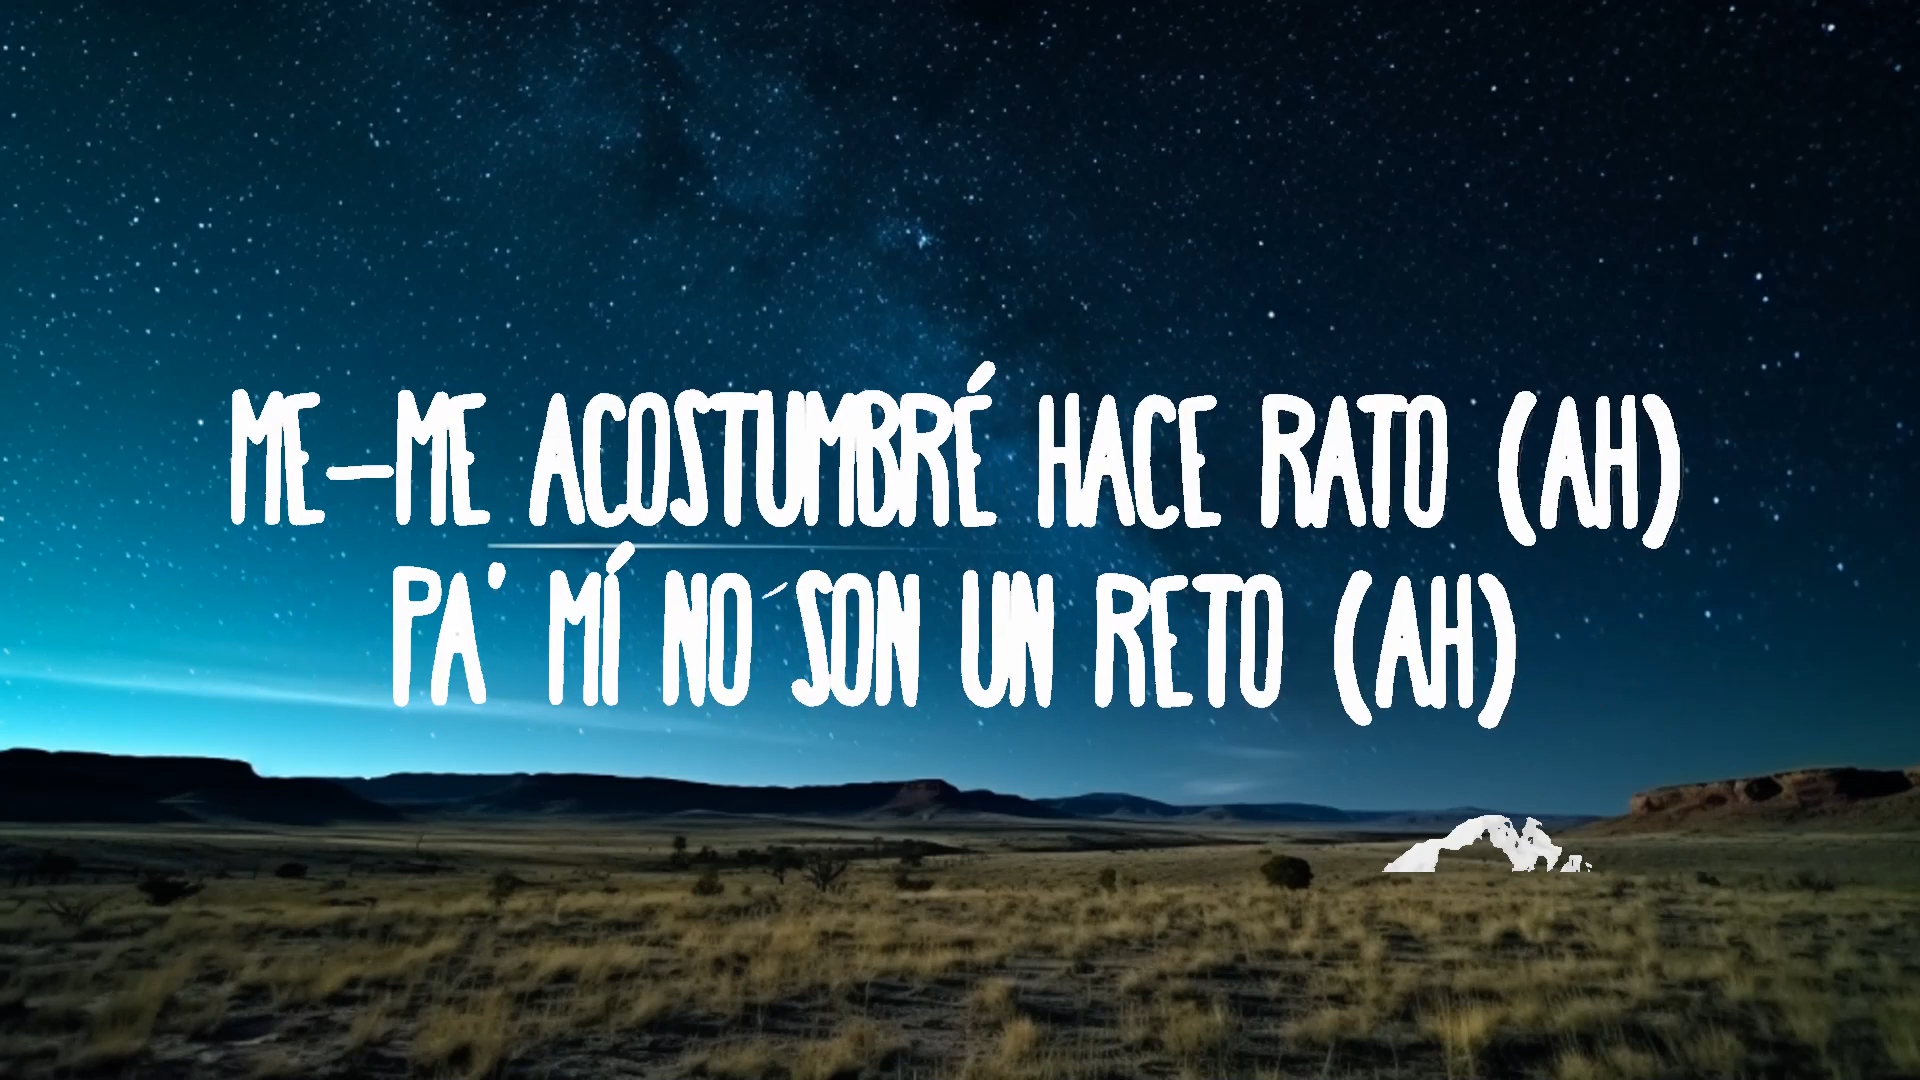 ME-ME ACOSTUMBRÉ HACE RATO (AH)
PA' MÍ NO SON UN RETO (AH)